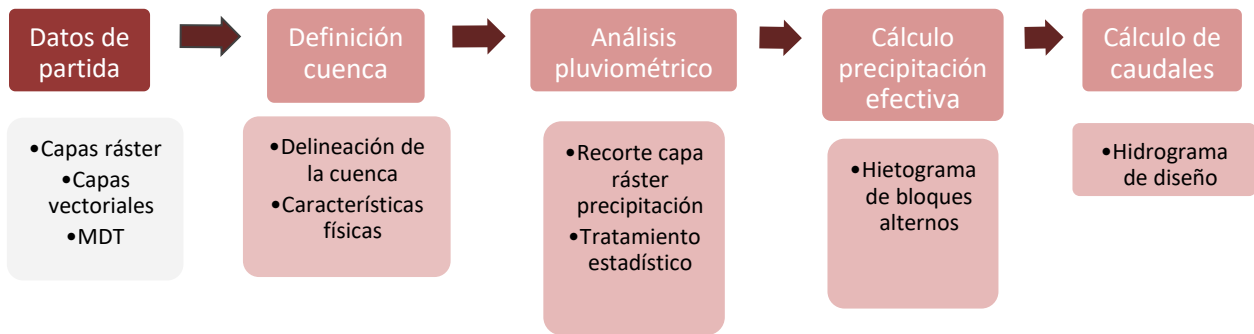 Datos de
partida
•Capas ráster
•Capas
vectoriales
•MDT
Definición
cuenca
•Delineación de
la cuenca
•Características
físicas
Análisis
pluviométrico
•Recorte capa
ráster
precipitación
•Tratamiento
estadístico
Cálculo
precipitación
efectiva
•Hietograma
de bloques
alternos
Cálculo de
caudales
•Hidrograma
de diseño